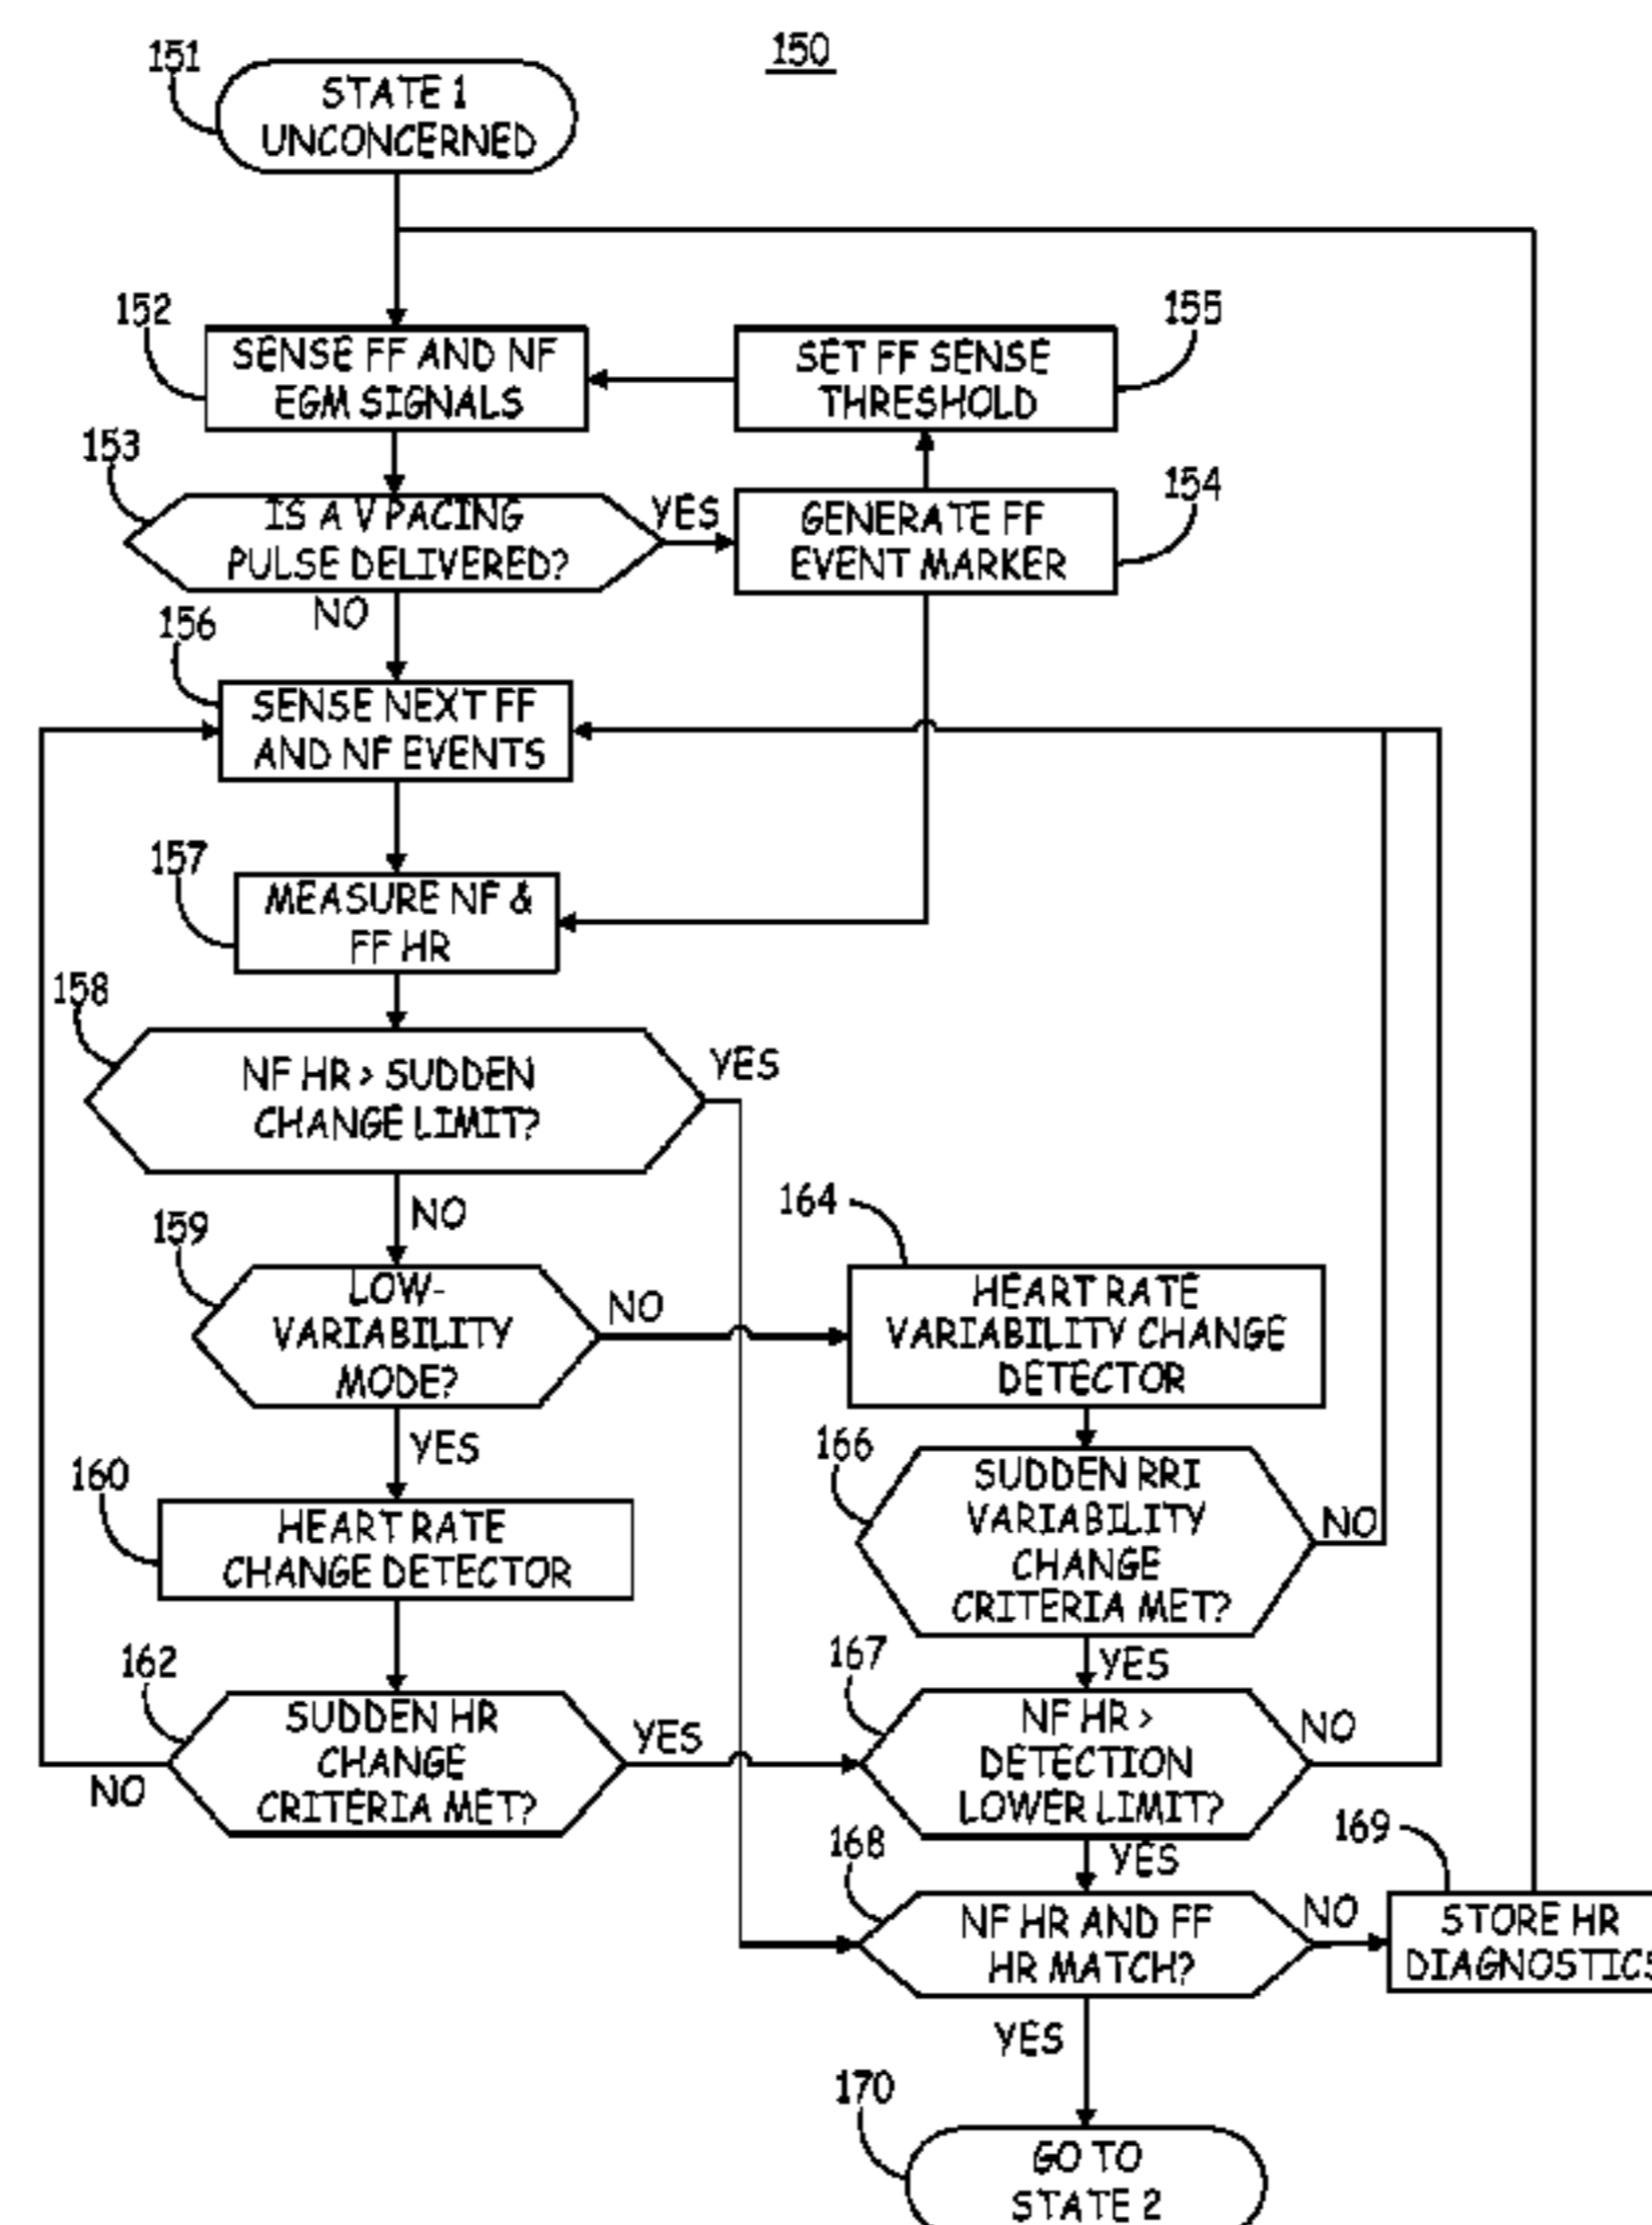 150
151
STATE 1
UNCONCERNED
152
SENSE FF AND NF
EGM SIGNALS
155
SET FF SENSE
THRESHOLD
153
IS A V PACING
PULSE DELIVERED?
YES
NO
154
GENERATE FF
EVENT MARKER
156
SENSE NEXT FF
AND NF EVENTS
157
MEASURE NF &
FF HR
158
NF HR > SUDDEN
CHANGE LIMIT?
YES
NO
159
LOW-
VARIABILITY
MODE?
NO
YES
164
HEART RATE
VARIABILITY CHANGE
DETECTOR
160
HEART RATE
CHANGE DETECTOR
166
SUDDEN RRI
VARIABILITY
CHANGE
CRITERIA MET?
NO
YES
162
SUDDEN HR
CHANGE
CRITERIA MET?
YES
NO
167
NF HR >
DETECTION
LOWER LIMIT?
NO
YES
168
NF HR AND FF
HR MATCH?
NO
YES
169
STORE HR
DIAGNOSTICS
170
GO TO
STATE 2